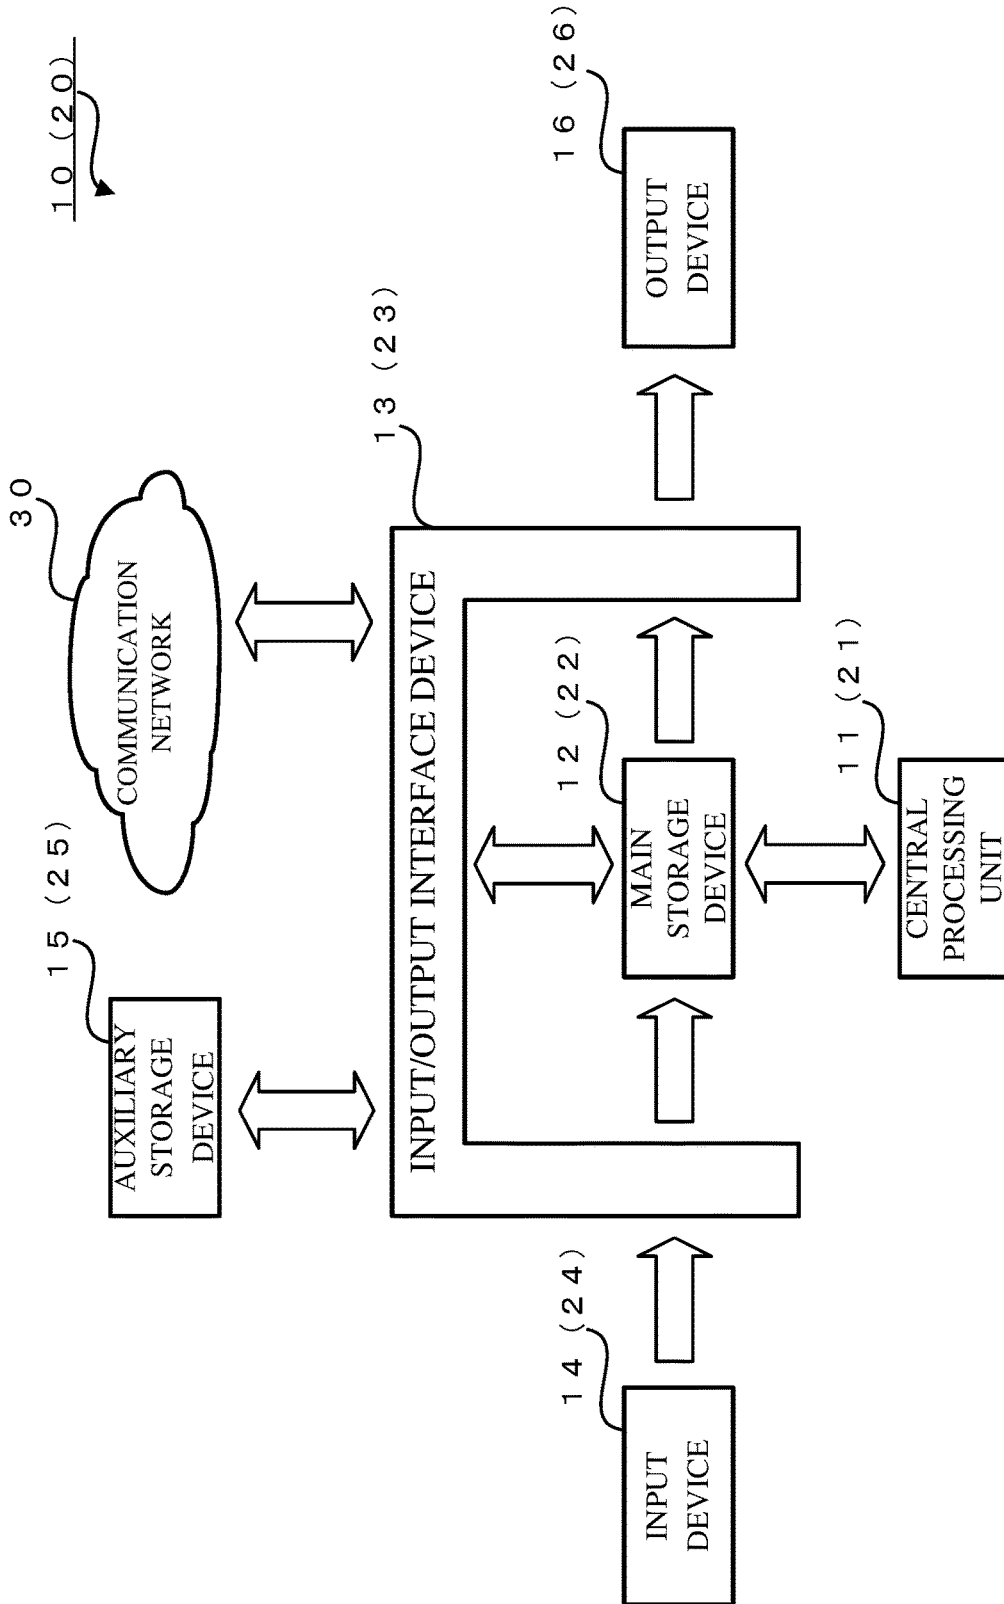 30
15 (25)
10 (20)
AUXILIARY
STORAGE
DEVICE
COMMUNICATION
NETWORK
13 (23)
INPUT/OUTPUT INTERFACE DEVICE
14 (24)
12 (22)
16 (26)
INPUT
DEVICE
MAIN
STORAGE
DEVICE
OUTPUT
DEVICE
11 (21)
CENTRAL
PROCESSING
UNIT